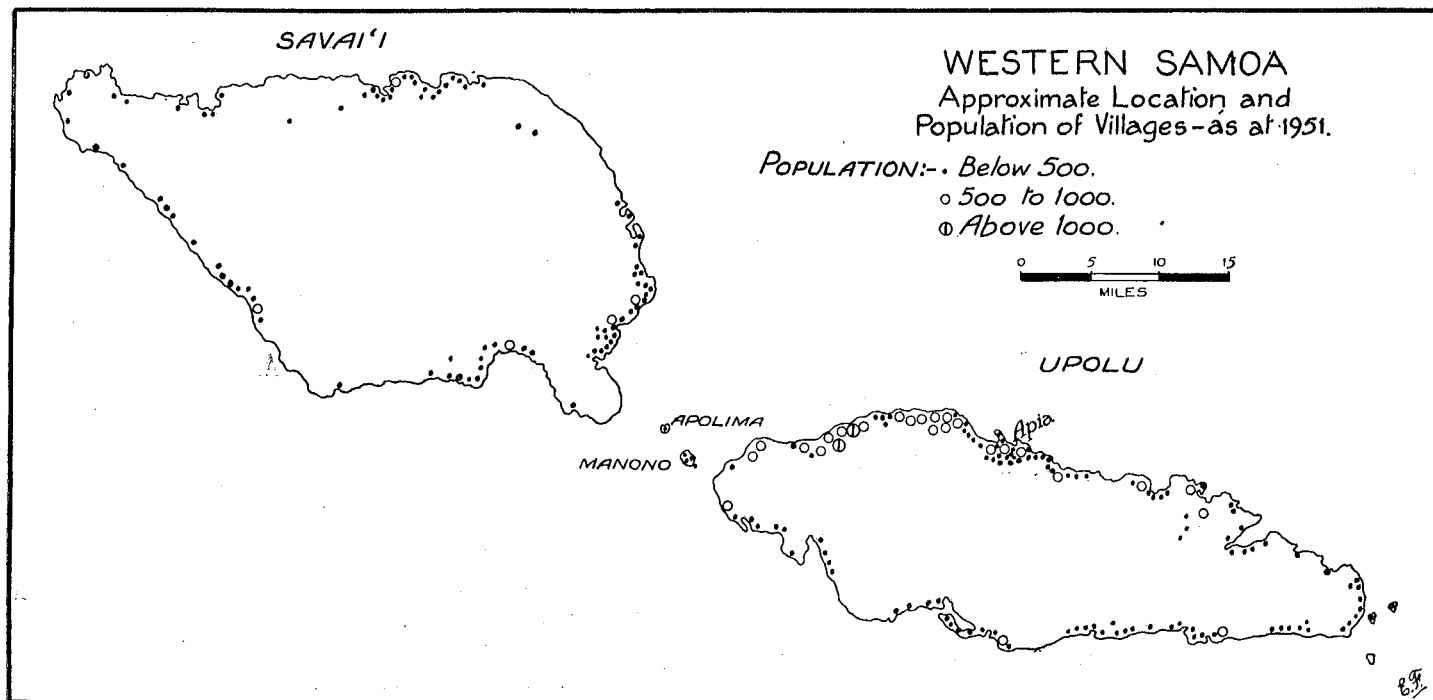 SAVAI'I
WESTERN SAMOA
Approximate Location and
Population of Villages-as at 1951.
POPULATION:- • Below 500.
○ 500 to 1000.
⦶ Above 1000.
0 5 10 15
MILES
UPOLU
APOLIMA
Apia
MANONO
E.F.